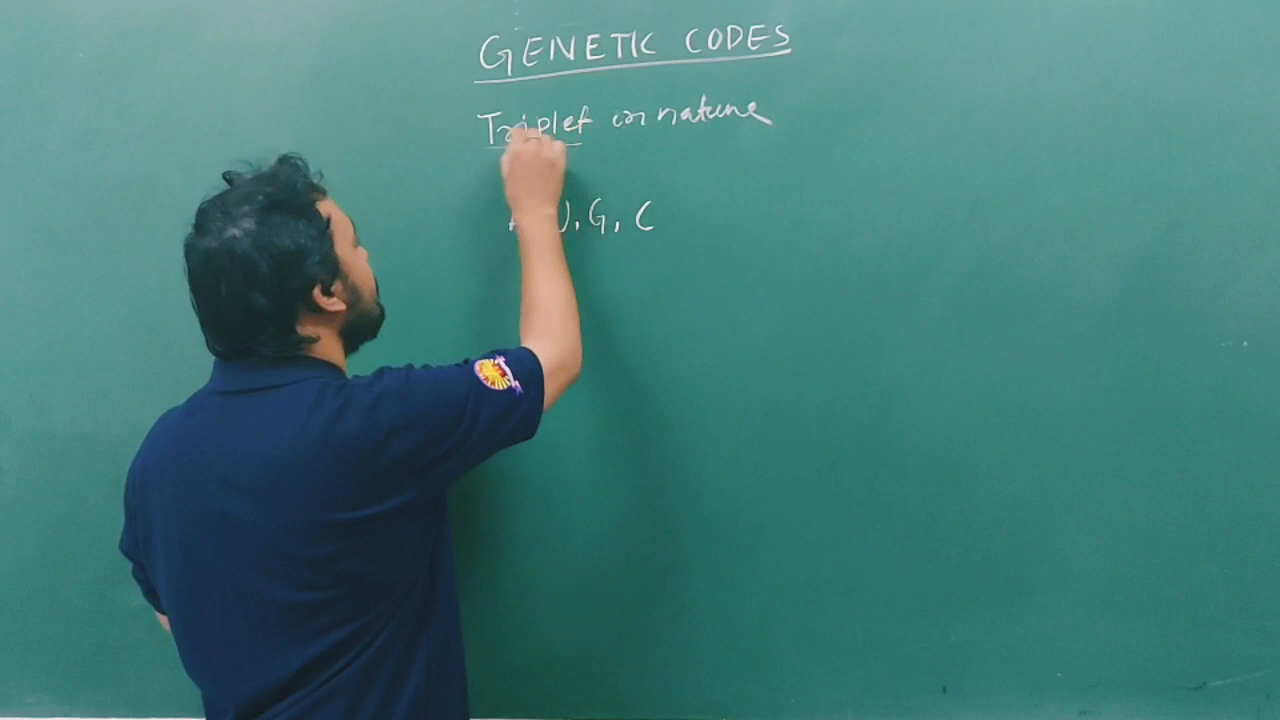 GENETIC CODES
Triplet in nature
A, U, G, C